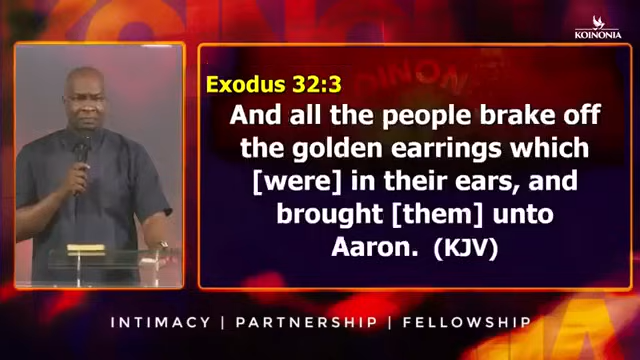 KOINONIA
Exodus 32:3
And all the people brake off
the golden earrings which
[were] in their ears, and
brought [them] unto
Aaron. (KJV)
INTIMACY | PARTNERSHIP | FELLOWSHIP